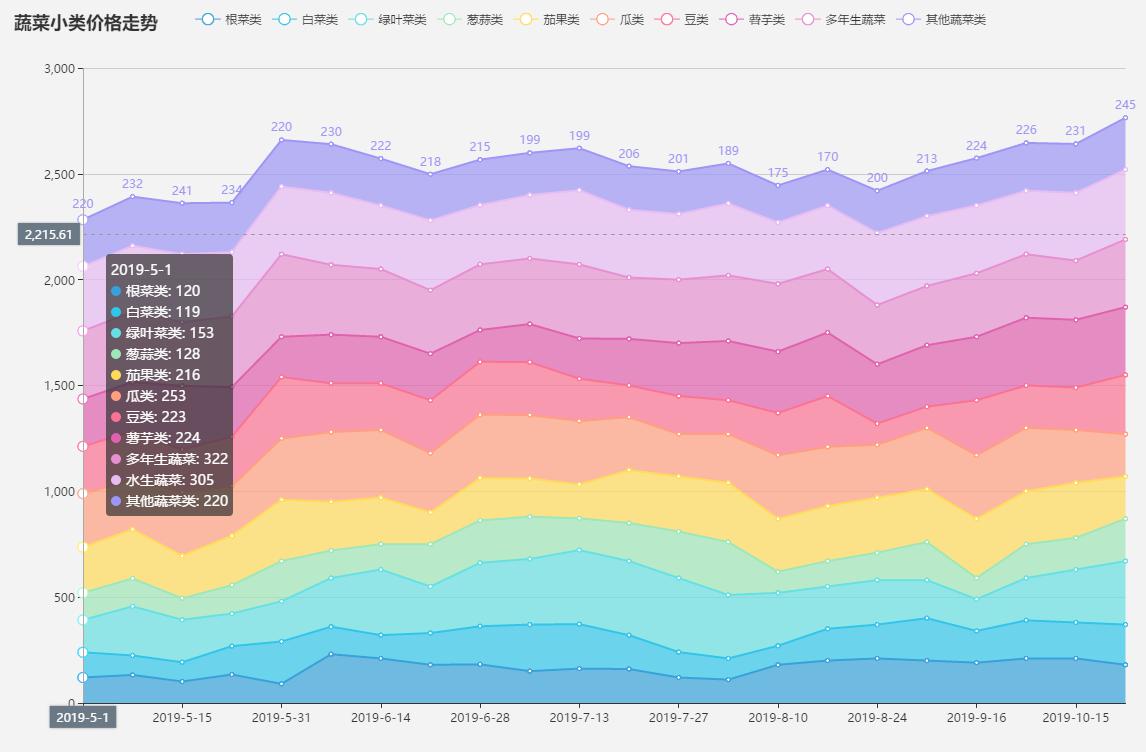 蔬菜小类价格走势
根菜类 白菜类 绿叶菜类 葱蒜类 茄果类 瓜类 豆类 薯芋类 多年生蔬菜 其他蔬菜类
3,000
2,500
2,215.61
2,000
1,500
1,000
500
0
220 232 241 234 220 230 222 218 215 199 199 206 201 189 175 170 200 213 224 226 231 245
2019-5-1
根菜类: 120
白菜类: 119
绿叶菜类: 153
葱蒜类: 128
茄果类: 216
瓜类: 253
豆类: 223
薯芋类: 224
多年生蔬菜: 322
水生蔬菜: 305
其他蔬菜类: 220
2019-5-1 2019-5-15 2019-5-31 2019-6-14 2019-6-28 2019-7-13 2019-7-27 2019-8-10 2019-8-24 2019-9-16 2019-10-15